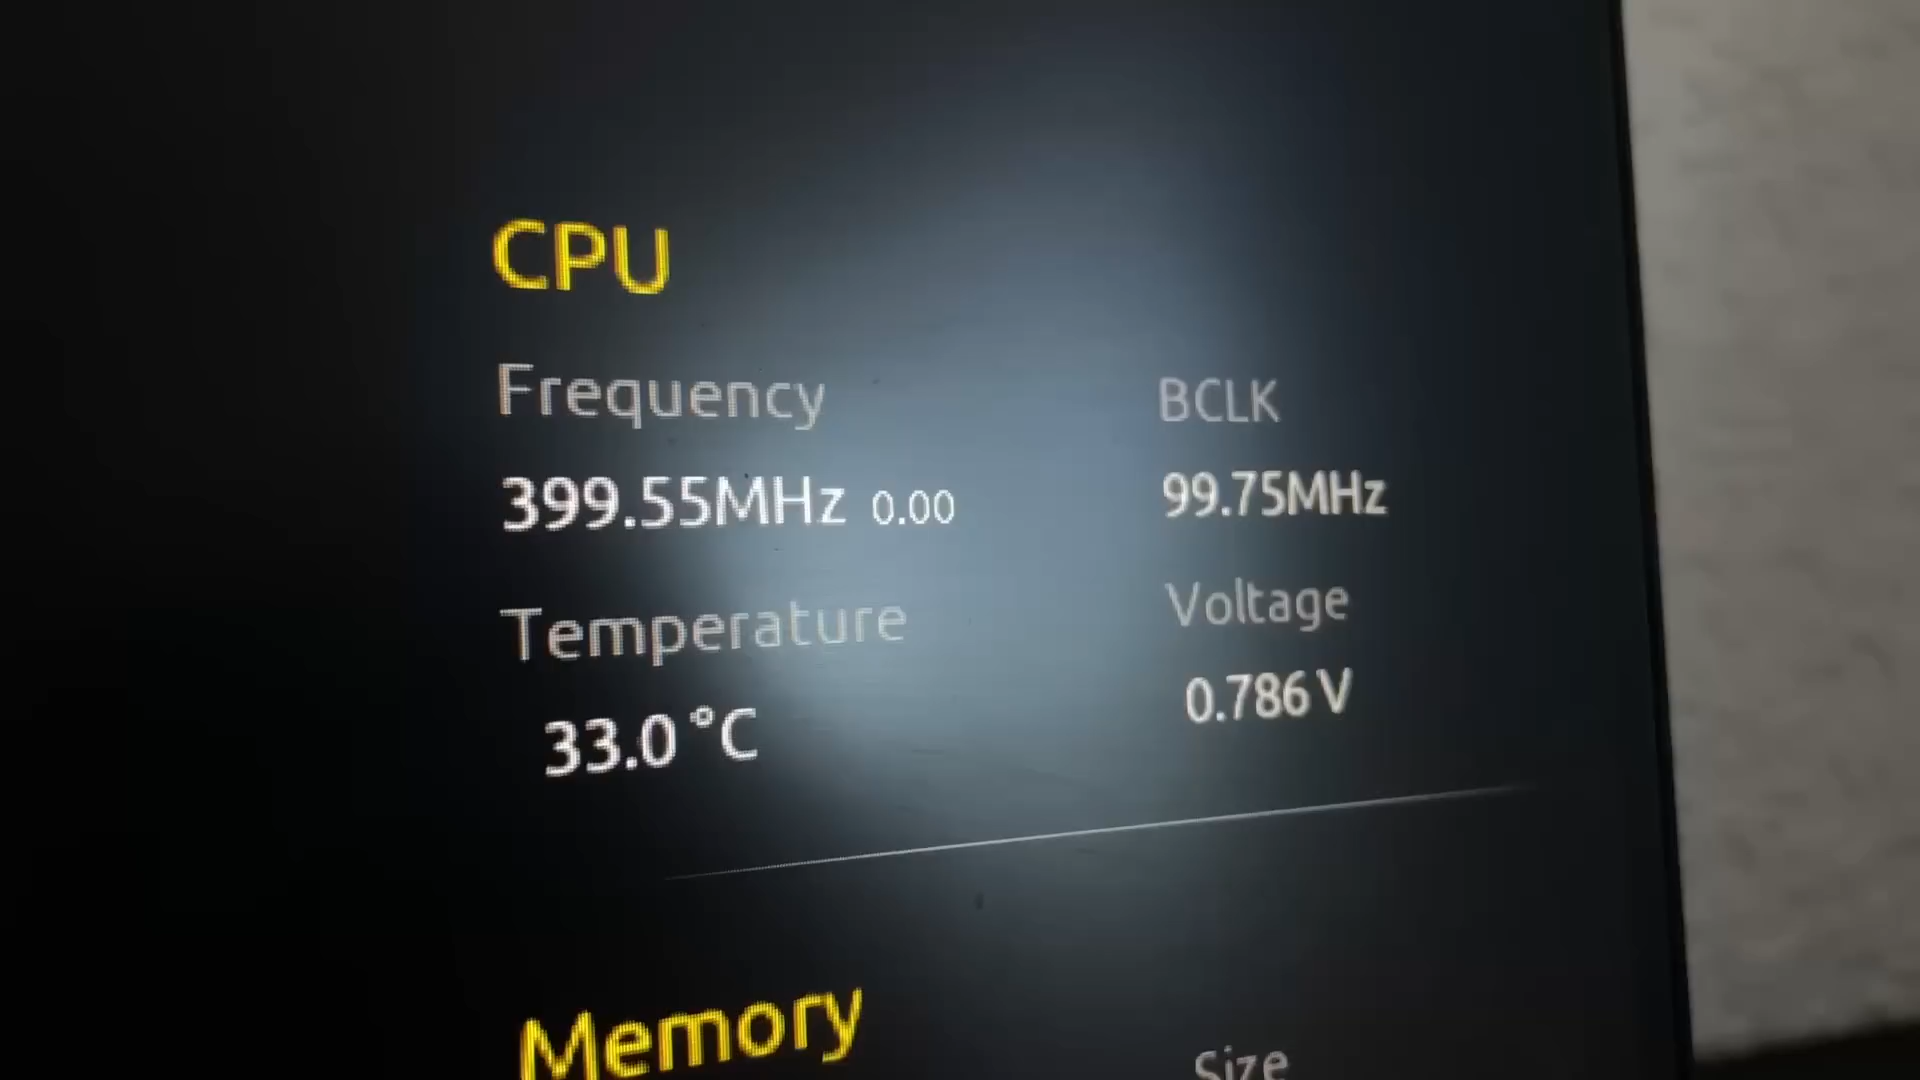 CPU
Frequency BCLK
399.55MHz 0.00 99.75MHz
Temperature Voltage
33.0 °C 0.786 V
Memory
Size